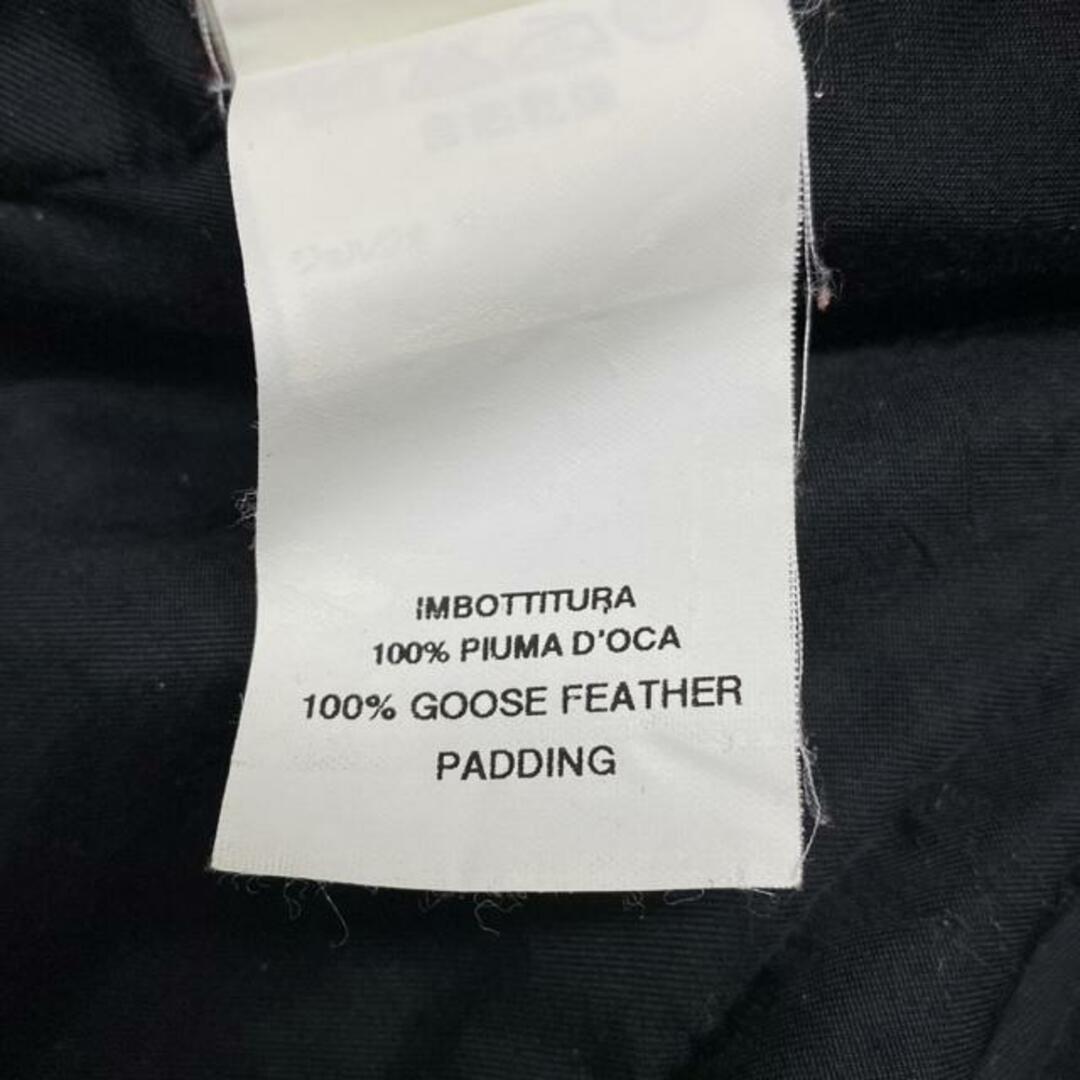 IMBOTTITURA
100% PIUMA D'OCA
100% GOOSE FEATHER
PADDING